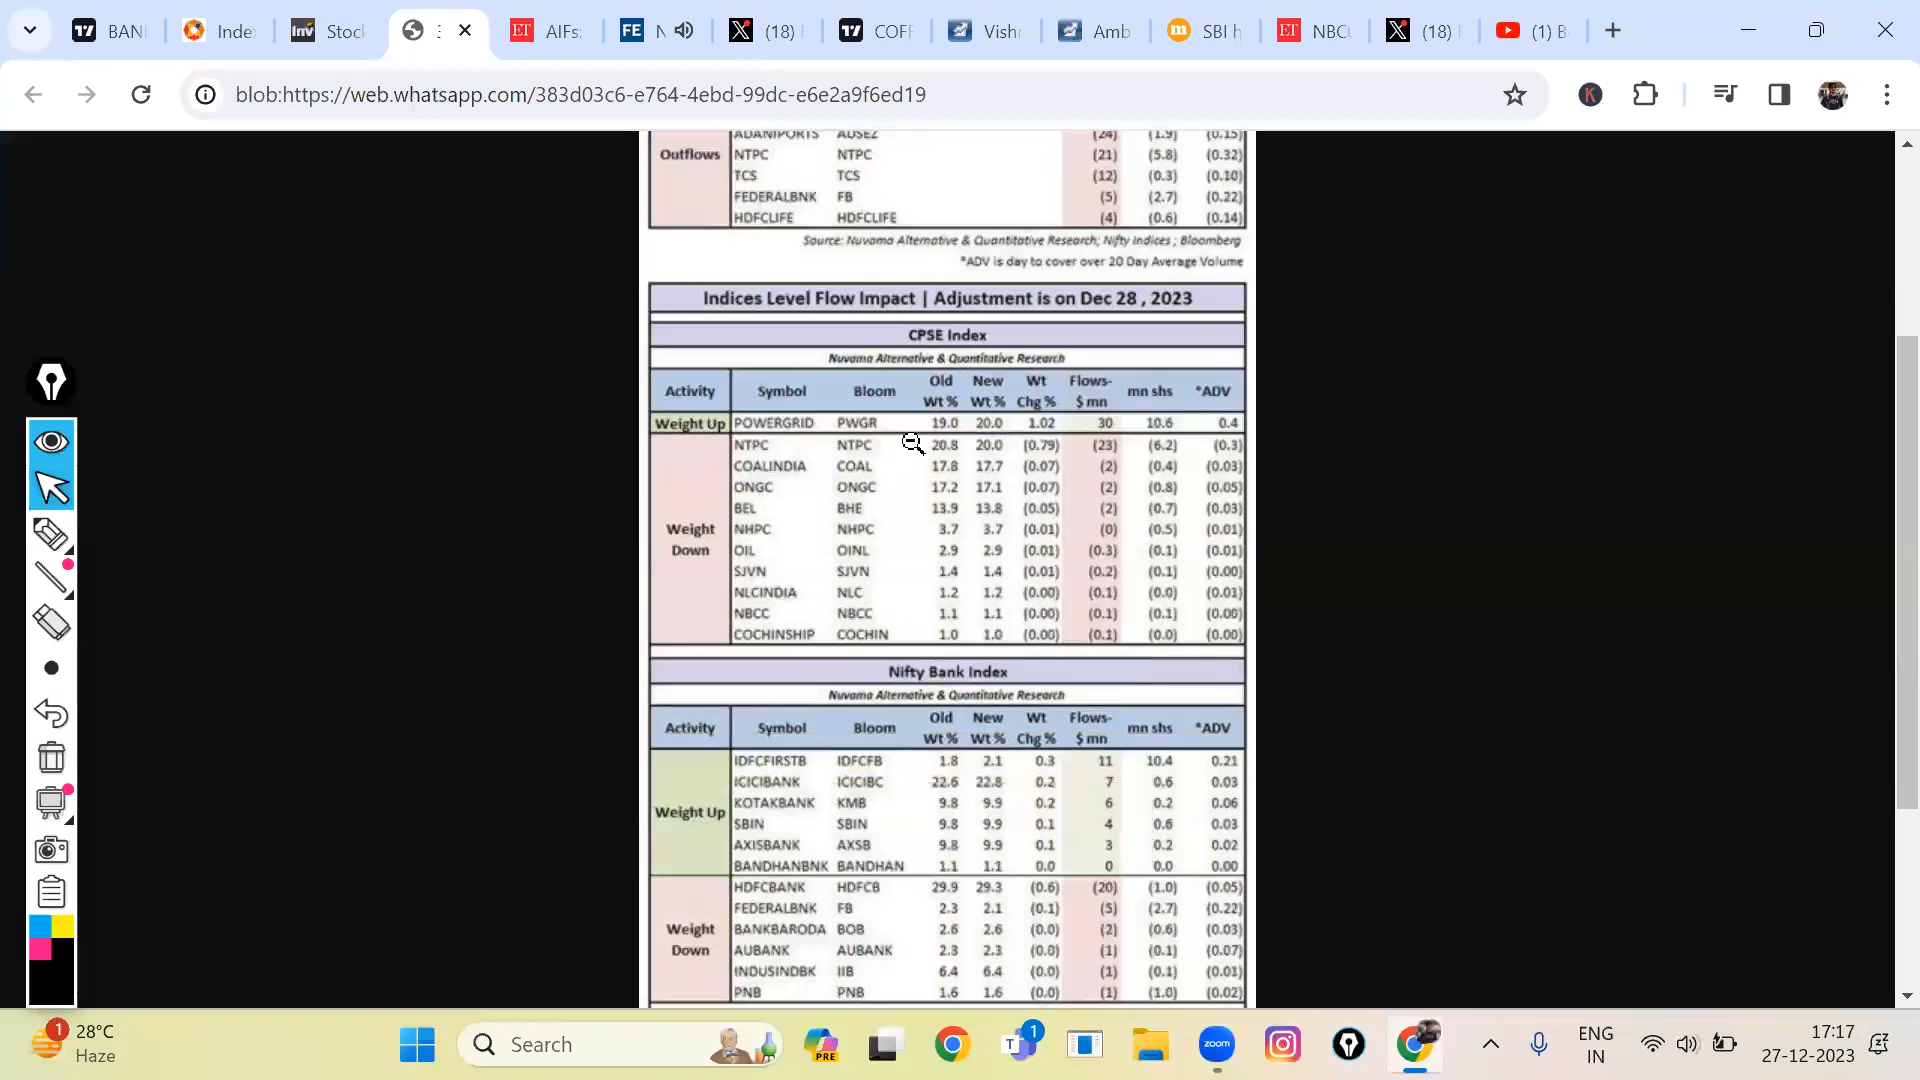 BANI
Index
Inv Stock
ET AIFs:
FE N
(18)
COFF
Vishr
Amb
SBI h
ET NBCU
(18)
(1) B
blob:https://web.whatsapp.com/383d03c6-e764-4ebd-99dc-e6e2a9f6ed19
K
ADANIPORTS ADSEZ (24) (1.9) (0.15)
Outflows NTPC NTPC (21) (5.8) (0.32)
TCS TCS (12) (0.3) (0.10)
FEDERALBNK FB (5) (2.7) (0.22)
HDFCLIFE HDFCLIFE (4) (0.6) (0.14)
Source: Nuvama Alternative & Quantitative Research; Nifty Indices ; Bloomberg
*ADV is day to cover over 20 Day Average Volume
Indices Level Flow Impact | Adjustment is on Dec 28 , 2023
CPSE Index
Nuvama Alternative & Quantitative Research
Activity Symbol Bloom Old Wt % New Wt % Wt Chg % Flows- $ mn mn shs *ADV
Weight Up POWERGRID PWGR 19.0 20.0 1.02 30 10.6 0.4
NTPC NTPC 20.8 20.0 (0.79) (23) (6.2) (0.3)
COALINDIA COAL 17.8 17.7 (0.07) (2) (0.4) (0.03)
ONGC ONGC 17.2 17.1 (0.07) (2) (0.8) (0.05)
BEL BHE 13.9 13.8 (0.05) (2) (0.7) (0.03)
Weight Down NHPC NHPC 3.7 3.7 (0.01) (0) (0.5) (0.01)
OIL OINL 2.9 2.9 (0.01) (0.3) (0.1) (0.01)
SJVN SJVN 1.4 1.4 (0.01) (0.2) (0.1) (0.00)
NLCINDIA NLC 1.2 1.2 (0.00) (0.1) (0.0) (0.01)
NBCC NBCC 1.1 1.1 (0.00) (0.1) (0.1) (0.00)
COCHINSHIP COCHIN 1.0 1.0 (0.00) (0.1) (0.0) (0.00)
Nifty Bank Index
Nuvama Alternative & Quantitative Research
Activity Symbol Bloom Old Wt % New Wt % Wt Chg % Flows- $ mn mn shs *ADV
IDFCFIRSTB IDFCFB 1.8 2.1 0.3 11 10.4 0.21
ICICIBANK ICICIBC 22.6 22.8 0.2 7 0.6 0.03
Weight Up KOTAKBANK KMB 9.8 9.9 0.2 6 0.2 0.06
SBIN SBIN 9.8 9.9 0.1 4 0.6 0.03
AXISBANK AXSB 9.8 9.9 0.1 3 0.2 0.02
BANDHANBNK BANDHAN 1.1 1.1 0.0 0 0.0 0.00
HDFCBANK HDFCB 29.9 29.3 (0.6) (20) (1.0) (0.05)
FEDERALBNK FB 2.3 2.1 (0.1) (5) (2.7) (0.22)
Weight Down BANKBARODA BOB 2.6 2.6 (0.0) (2) (0.6) (0.03)
AUBANK AUBANK 2.3 2.3 (0.0) (1) (0.1) (0.07)
INDUSINDBK IIB 6.4 6.4 (0.0) (1) (0.1) (0.01)
PNB PNB 1.6 1.6 (0.0) (1) (1.0) (0.02)
1
28°C
Haze
Search
PRE
1
zoom
ENG
IN
17:17
27-12-2023